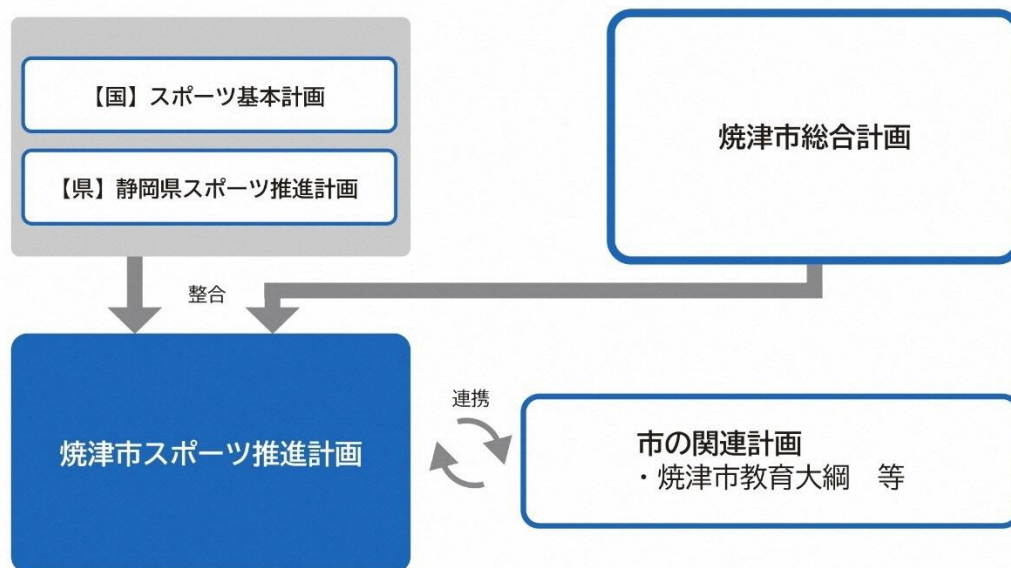 【国】スポーツ基本計画
【県】静岡県スポーツ推進計画
焼津市総合計画
整合
焼津市スポーツ推進計画
連携
市の関連計画
・焼津市教育大綱　等